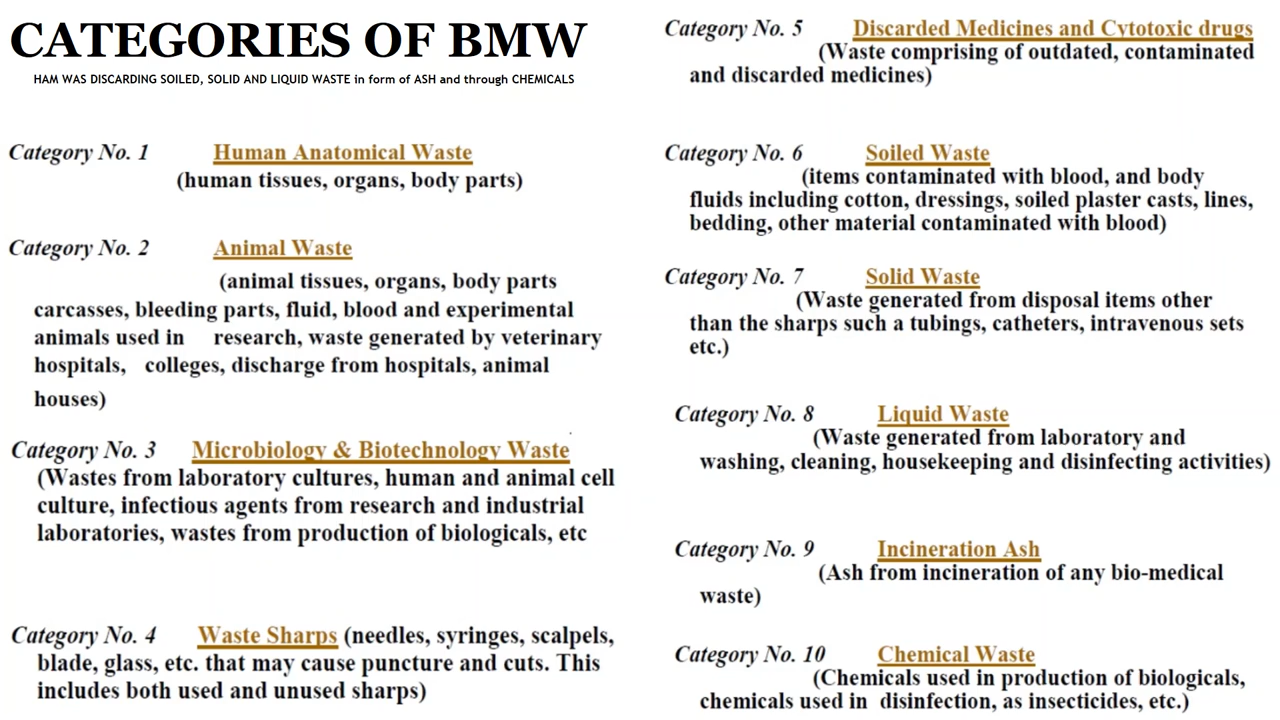 CATEGORIES OF BMW
HAM WAS DISCARDING SOILED, SOLID AND LIQUID WASTE in form of ASH and through CHEMICALS
Category No. 1 Human Anatomical Waste
(human tissues, organs, body parts)
Category No. 2 Animal Waste
(animal tissues, organs, body parts
carcasses, bleeding parts, fluid, blood and experimental
animals used in research, waste generated by veterinary
hospitals, colleges, discharge from hospitals, animal
houses)
Category No. 3 Microbiology & Biotechnology Waste
(Wastes from laboratory cultures, human and animal cell
culture, infectious agents from research and industrial
laboratories, wastes from production of biologicals, etc
Category No. 4 Waste Sharps (needles, syringes, scalpels,
blade, glass, etc. that may cause puncture and cuts. This
includes both used and unused sharps)
Category No. 5 Discarded Medicines and Cytotoxic drugs
(Waste comprising of outdated, contaminated
and discarded medicines)
Category No. 6 Soiled Waste
(items contaminated with blood, and body
fluids including cotton, dressings, soiled plaster casts, lines,
bedding, other material contaminated with blood)
Category No. 7 Solid Waste
(Waste generated from disposal items other
than the sharps such a tubings, catheters, intravenous sets
etc.)
Category No. 8 Liquid Waste
(Waste generated from laboratory and
washing, cleaning, housekeeping and disinfecting activities)
Category No. 9 Incineration Ash
(Ash from incineration of any bio-medical
waste)
Category No. 10 Chemical Waste
(Chemicals used in production of biologicals,
chemicals used in disinfection, as insecticides, etc.)